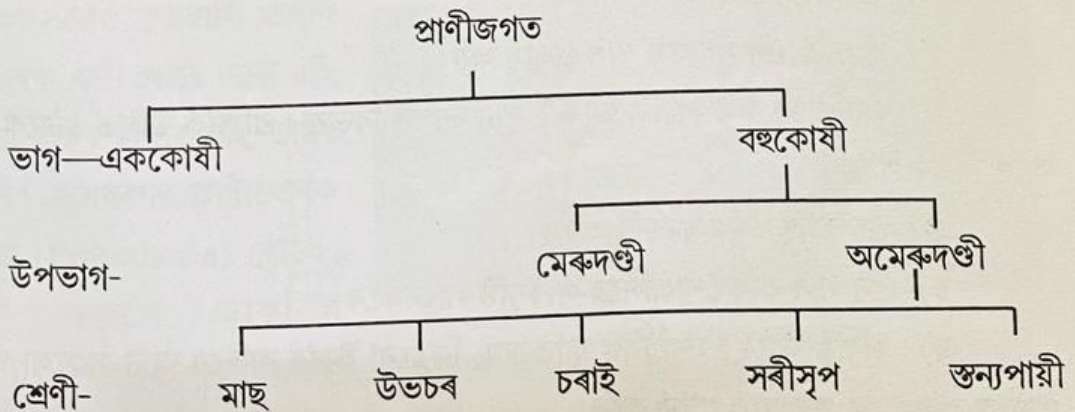 প্ৰাণীজগত
ভাগ—এককোষী বহুকোষী
উপভাগ- মেৰুদণ্ডী অমেৰুদণ্ডী
শ্ৰেণী- মাছ উভচৰ চৰাই সৰীসৃপ স্তন্যপায়ী